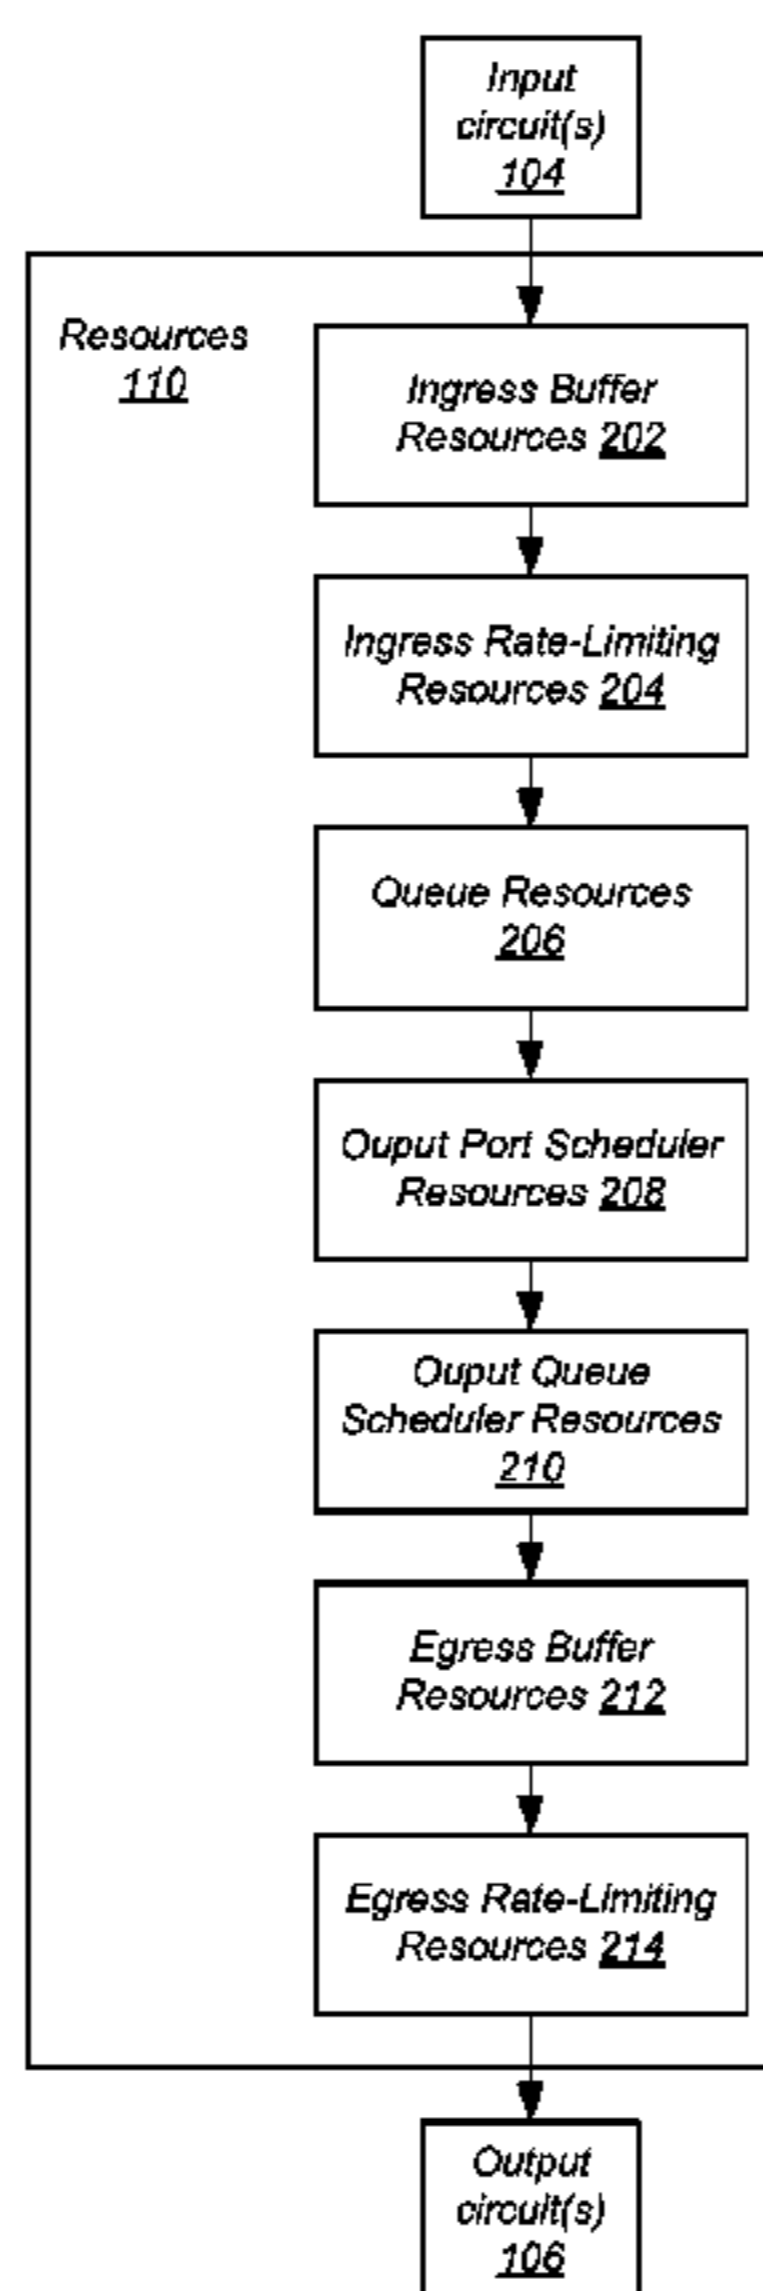 Input
circuit(s)
104
Resources
110
Ingress Buffer
Resources 202
Ingress Rate-Limiting
Resources 204
Queue Resources
206
Ouput Port Scheduler
Resources 208
Ouput Queue
Scheduler Resources
210
Egress Buffer
Resources 212
Egress Rate-Limiting
Resources 214
Output
circuit(s)
106